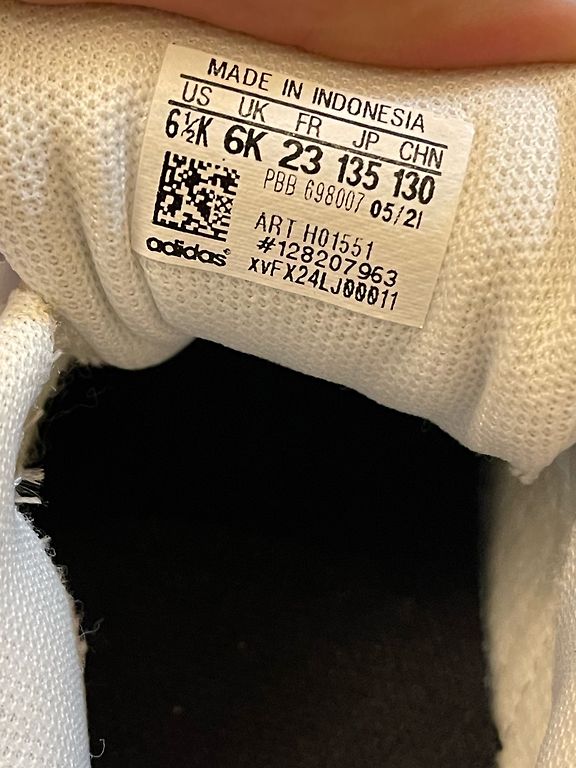 MADE IN INDONESIA
US UK FR JP CHN
6½K 6K 23 135 130
PBB 698007 05/21
ART H01551
#128207963
xvFX24LJ00011
adidas